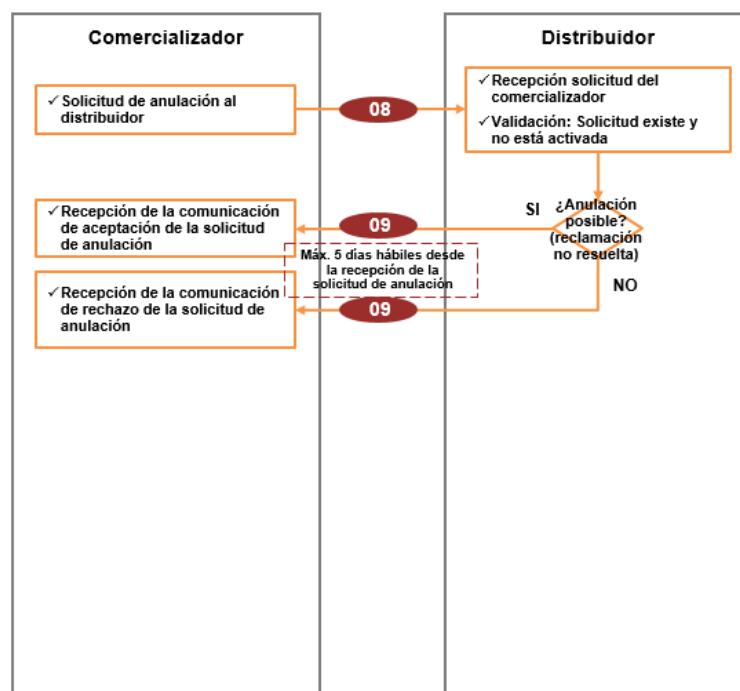 Comercializador
Distribuidor
✓Solicitud de anulación al
distribuidor
08
✓Recepción solicitud del
comercializador
✓Validación: Solicitud existe y
no está activada
✓Recepción de la comunicación
de aceptación de la solicitud
de anulación
09
SI
¿Anulación
posible?
(reclamación
no resuelta)
Máx. 5 días hábiles desde
la recepción de la
solicitud de anulación
✓Recepción de la comunicación
de rechazo de la solicitud de
anulación
09
NO